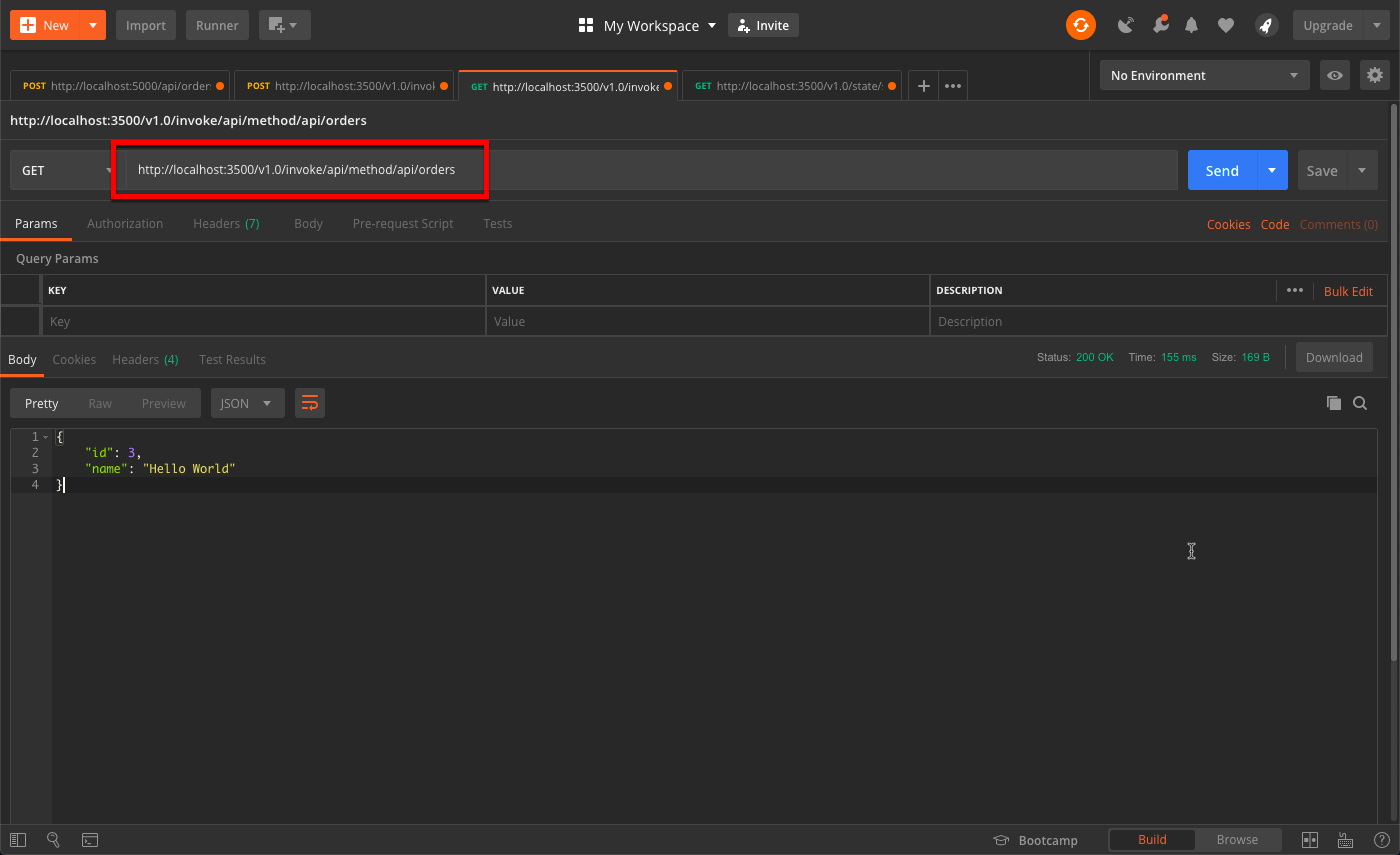 New Import Runner My Workspace Invite Upgrade
POST http://localhost:5000/api/order POST http://localhost:3500/v1.0/invol GET http://localhost:3500/v1.0/invoke GET http://localhost:3500/v1.0/state/ No Environment
http://localhost:3500/v1.0/invoke/api/method/api/orders
GET http://localhost:3500/v1.0/invoke/api/method/api/orders Send Save
Params Authorization Headers (7) Body Pre-request Script Tests Cookies Code Comments (0)
Query Params
KEY VALUE DESCRIPTION Bulk Edit
Key Value Description
Body Cookies Headers (4) Test Results Status: 200 OK Time: 155 ms Size: 169 B Download
Pretty Raw Preview JSON
1 {
2 "id": 3,
3 "name": "Hello World"
4 }
Bootcamp Build Browse